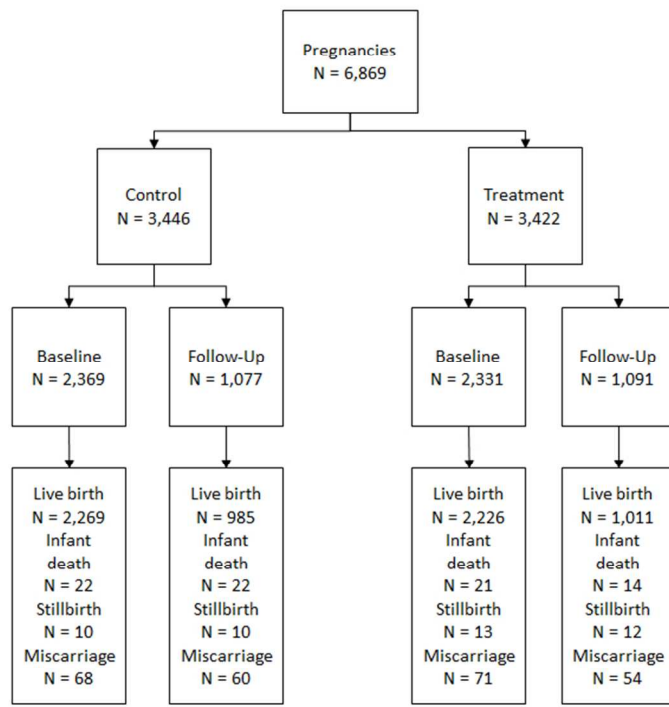 Pregnancies
N = 6,869
Control
N = 3,446
Treatment
N = 3,422
Baseline
N = 2,369
Follow-Up
N = 1,077
Baseline
N = 2,331
Follow-Up
N = 1,091
Live birth
N = 2,269
Infant
death
N = 22
Stillbirth
N = 10
Miscarriage
N = 68
Live birth
N = 985
Infant
death
N = 22
Stillbirth
N = 10
Miscarriage
N = 60
Live birth
N = 2,226
Infant
death
N = 21
Stillbirth
N = 13
Miscarriage
N = 71
Live birth
N = 1,011
Infant
death
N = 14
Stillbirth
N = 12
Miscarriage
N = 54